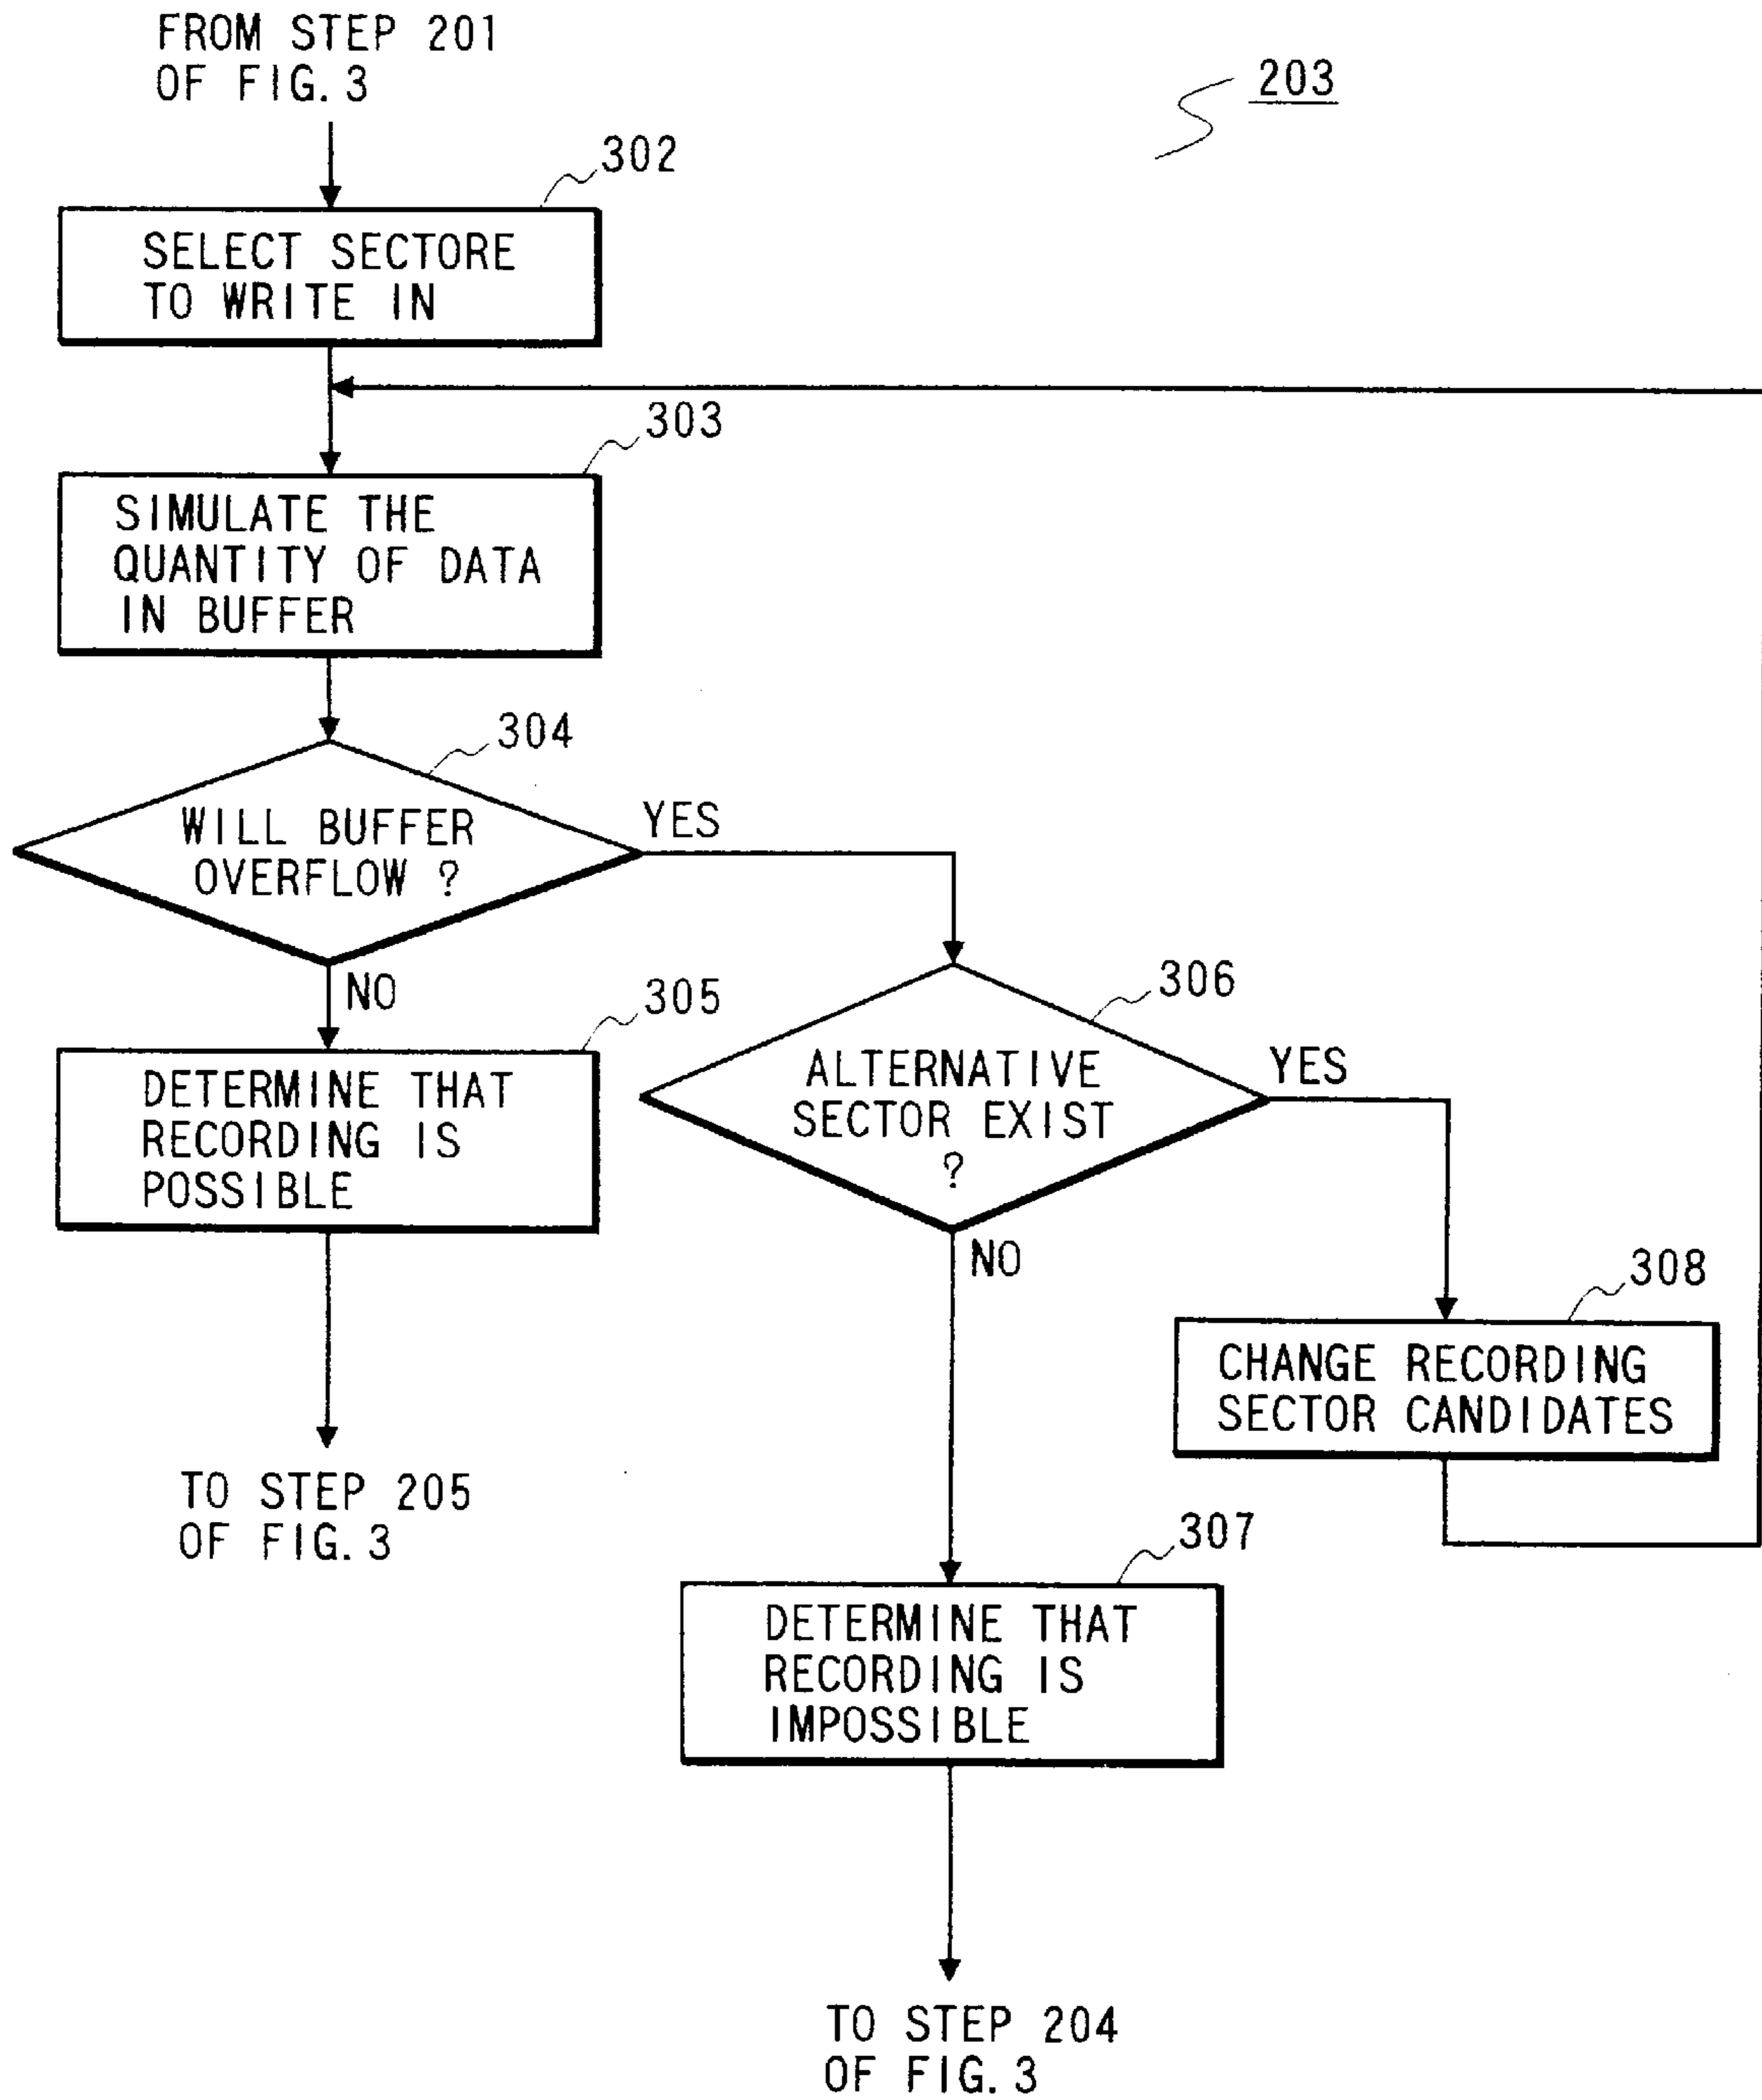 FROM STEP 201
OF FIG. 3
203
302
SELECT SECTORE
TO WRITE IN
303
SIMULATE THE
QUANTITY OF DATA
IN BUFFER
304
WILL BUFFER
OVERFLOW ?
YES
NO
305
DETERMINE THAT
RECORDING IS
POSSIBLE
TO STEP 205
OF FIG. 3
306
ALTERNATIVE
SECTOR EXIST
?
YES
NO
308
CHANGE RECORDING
SECTOR CANDIDATES
307
DETERMINE THAT
RECORDING IS
IMPOSSIBLE
TO STEP 204
OF FIG. 3